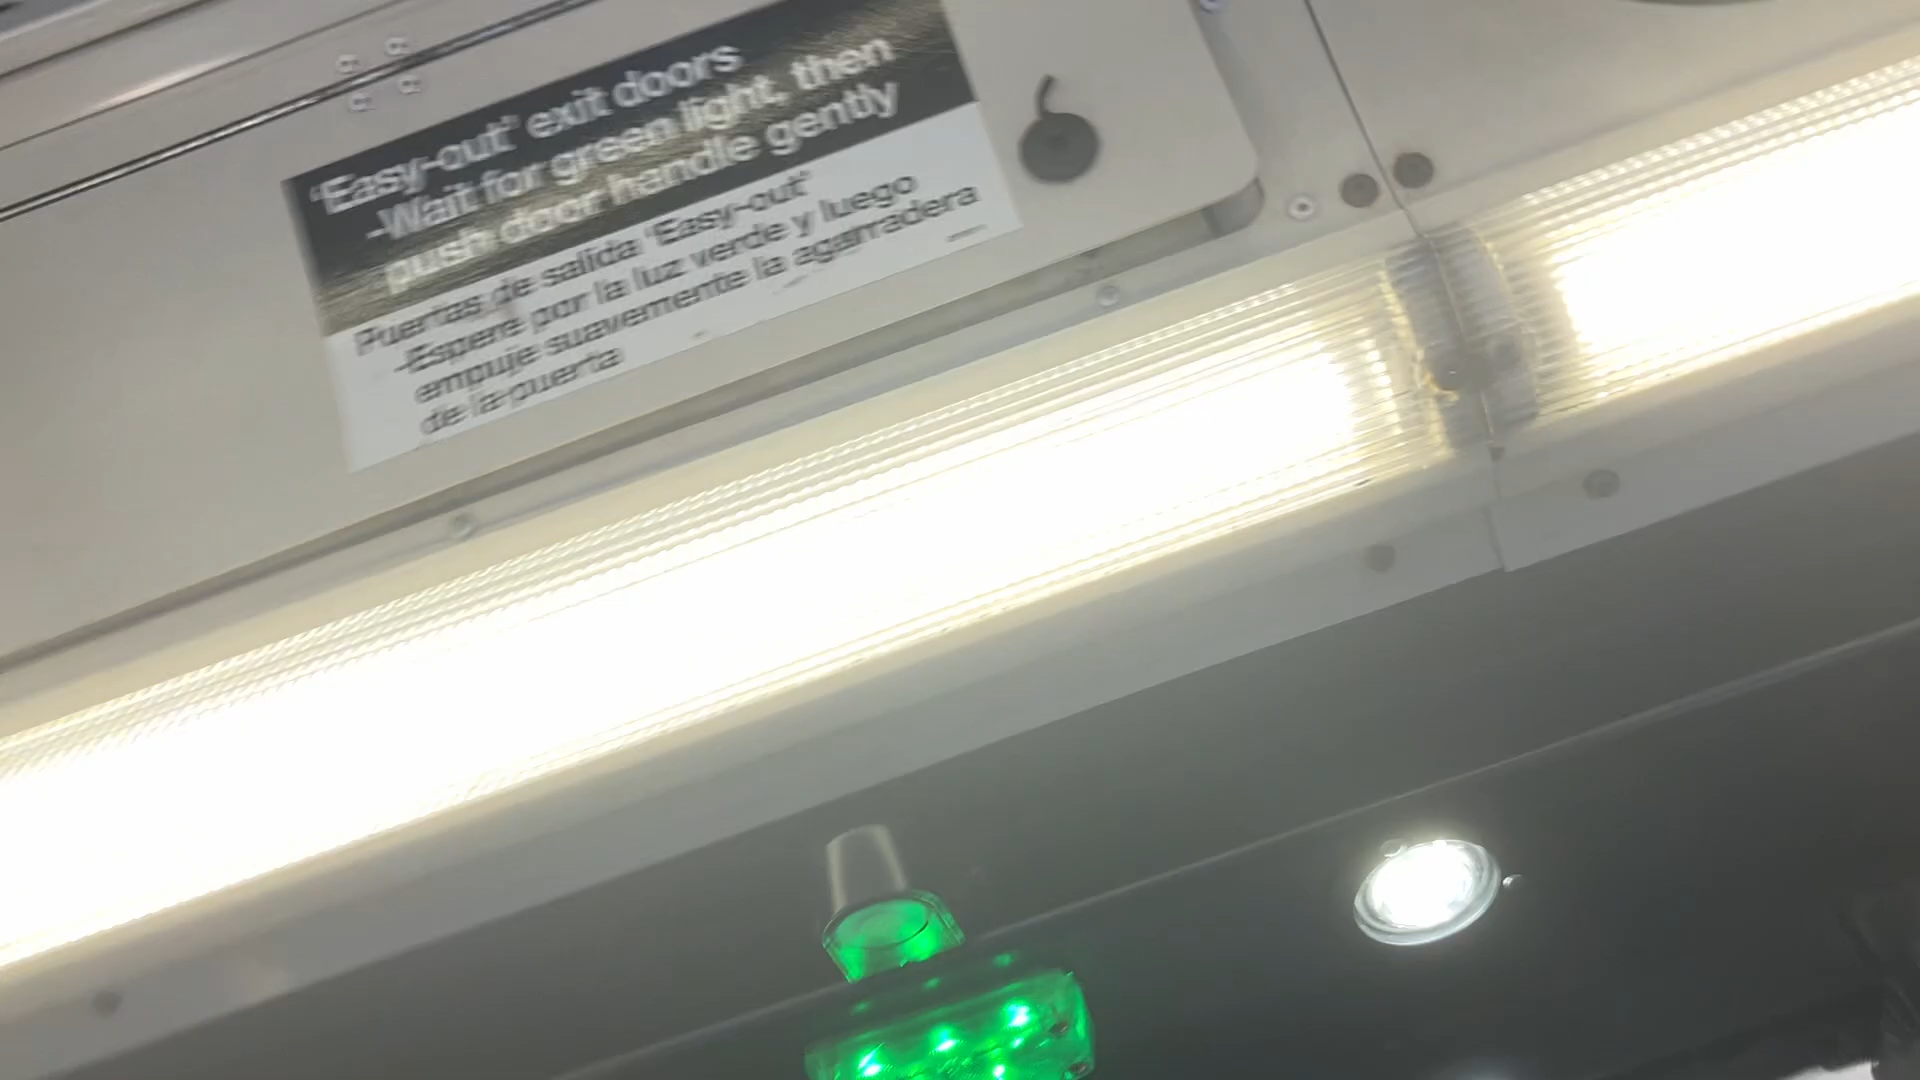 'Easy-out' exit doors
-Wait for green light, then
push door handle gently
Puertas de salida 'Easy-out'
-Espere por la luz verde y luego
empuje suavemente la agarradera
de la puerta